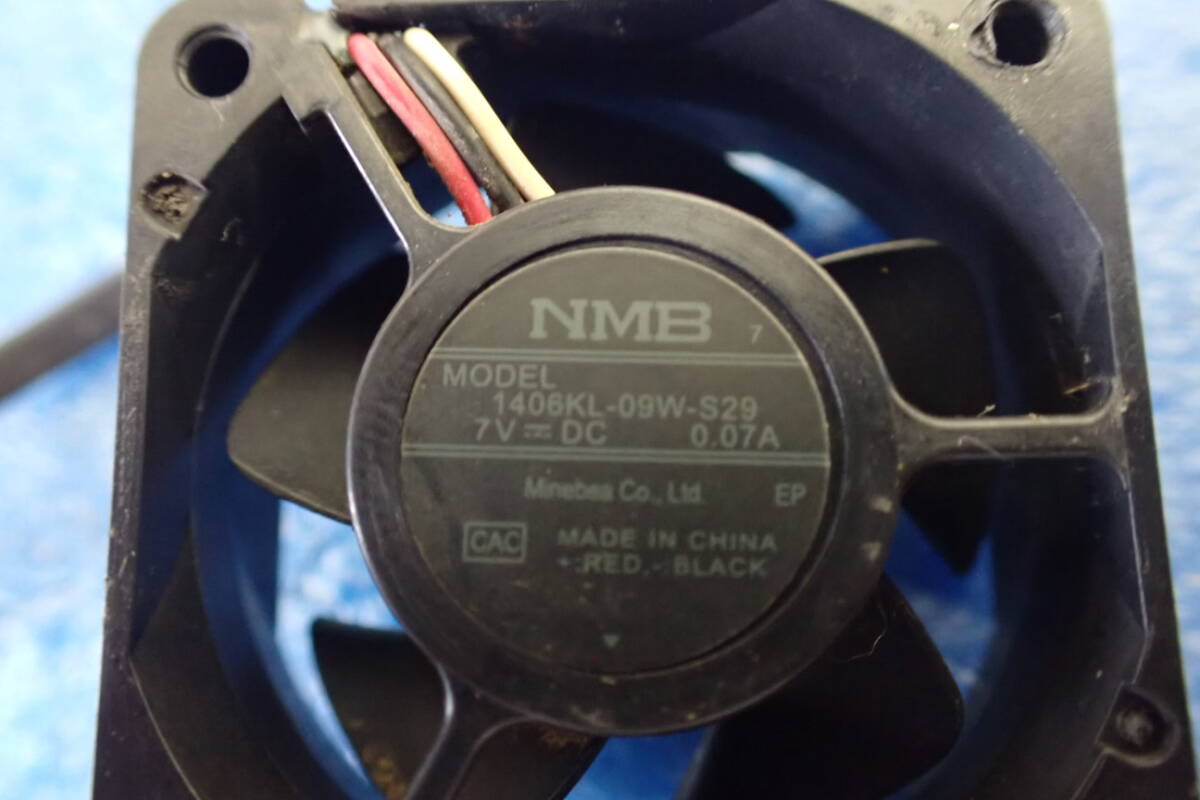 NMB 7
MODEL
1406KL-09W-S29
7V ⎓ DC 0.07A
Minebea Co., Ltd. EP
CAC MADE IN CHINA
+:RED,-:BLACK